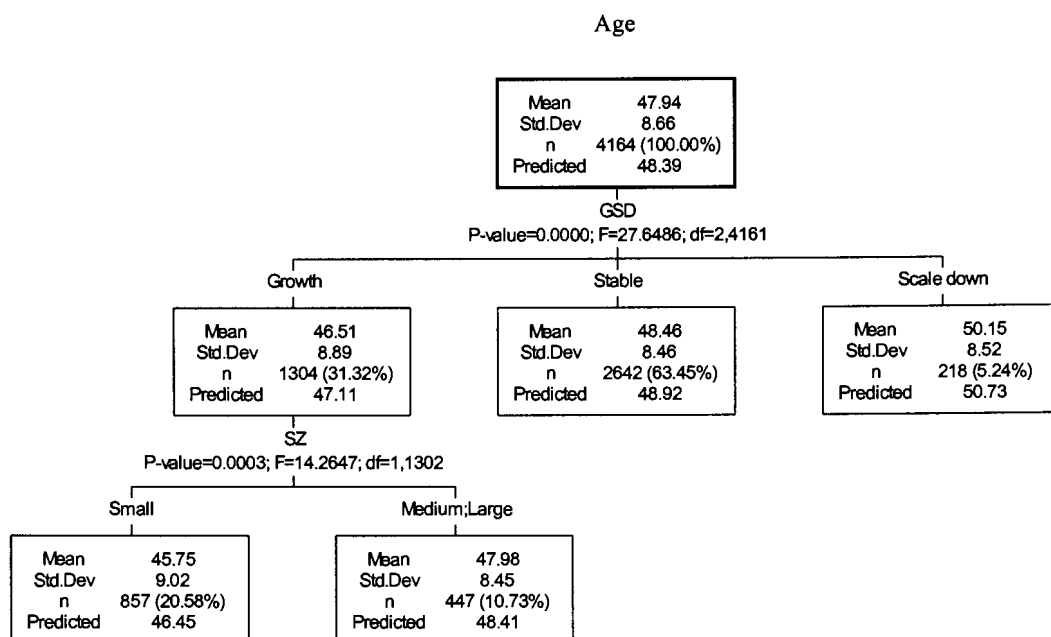 Age
Mean 47.94
Std.Dev 8.66
n 4164 (100.00%)
Predicted 48.39
GSD
P-value=0.0000; F=27.6486; df=2,4161
Growth
Mean 46.51
Std.Dev 8.89
n 1304 (31.32%)
Predicted 47.11
Stable
Mean 48.46
Std.Dev 8.46
n 2642 (63.45%)
Predicted 48.92
Scale down
Mean 50.15
Std.Dev 8.52
n 218 (5.24%)
Predicted 50.73
SZ
P-value=0.0003; F=14.2647; df=1,1302
Small
Mean 45.75
Std.Dev 9.02
n 857 (20.58%)
Predicted 46.45
Medium;Large
Mean 47.98
Std.Dev 8.45
n 447 (10.73%)
Predicted 48.41